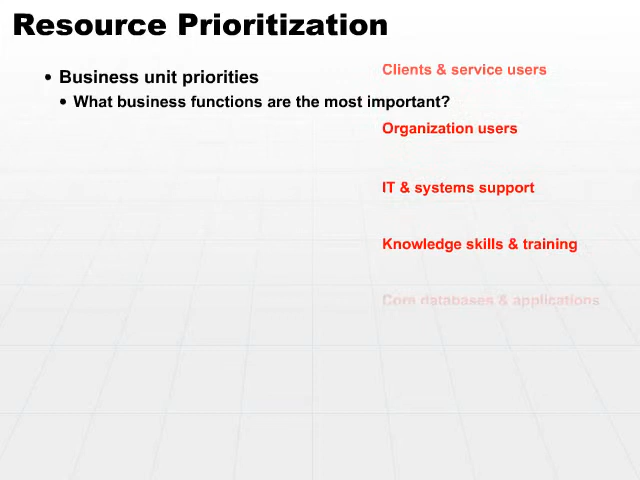 Resource Prioritization
• Business unit priorities
• What business functions are the most important?
Clients & service users
Organization users
IT & systems support
Knowledge skills & training
Core databases & applications